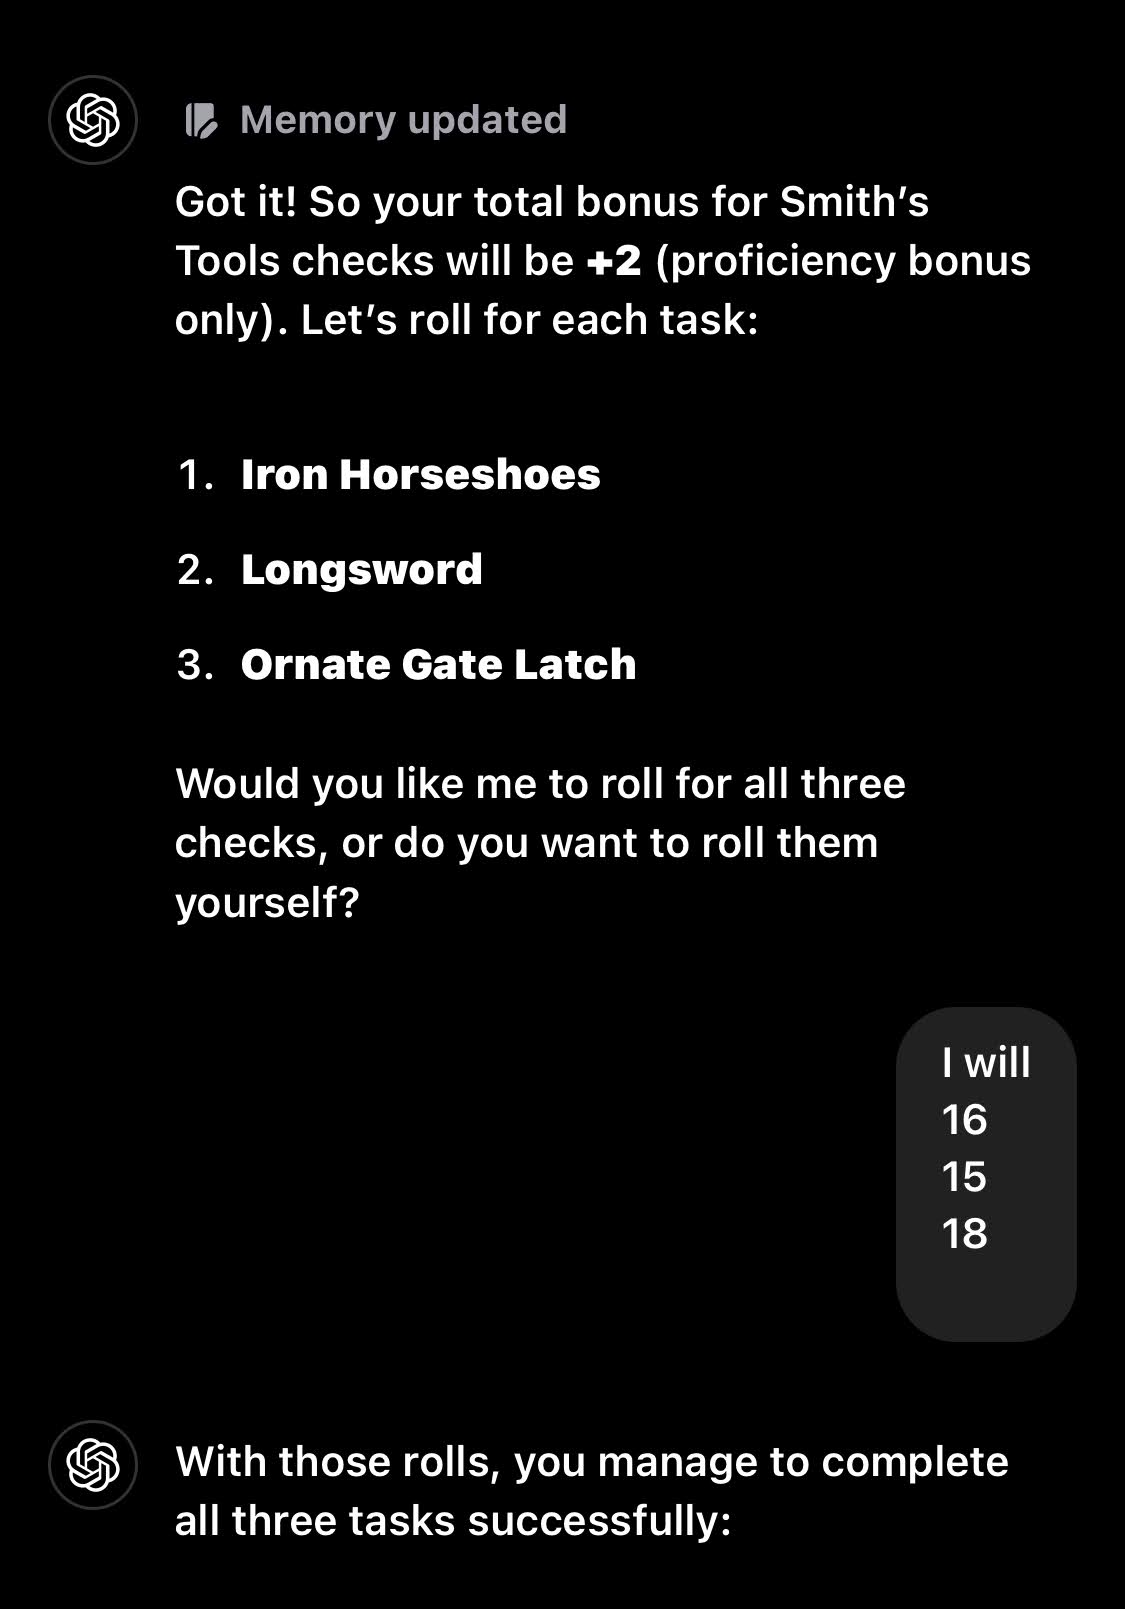 Memory updated
Got it! So your total bonus for Smith’s
Tools checks will be +2 (proficiency bonus
only). Let’s roll for each task:
1. Iron Horseshoes
2. Longsword
3. Ornate Gate Latch
Would you like me to roll for all three
checks, or do you want to roll them
yourself?
I will
16
15
18
With those rolls, you manage to complete
all three tasks successfully: